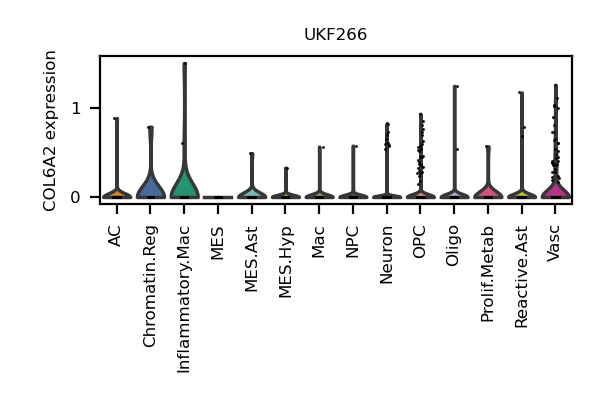 UKF266
COL6A2 expression
1
0
AC
Chromatin.Reg
Inflammatory.Mac
MES
MES.Ast
MES.Hyp
Mac
NPC
Neuron
OPC
Oligo
Prolif.Metab
Reactive.Ast
Vasc